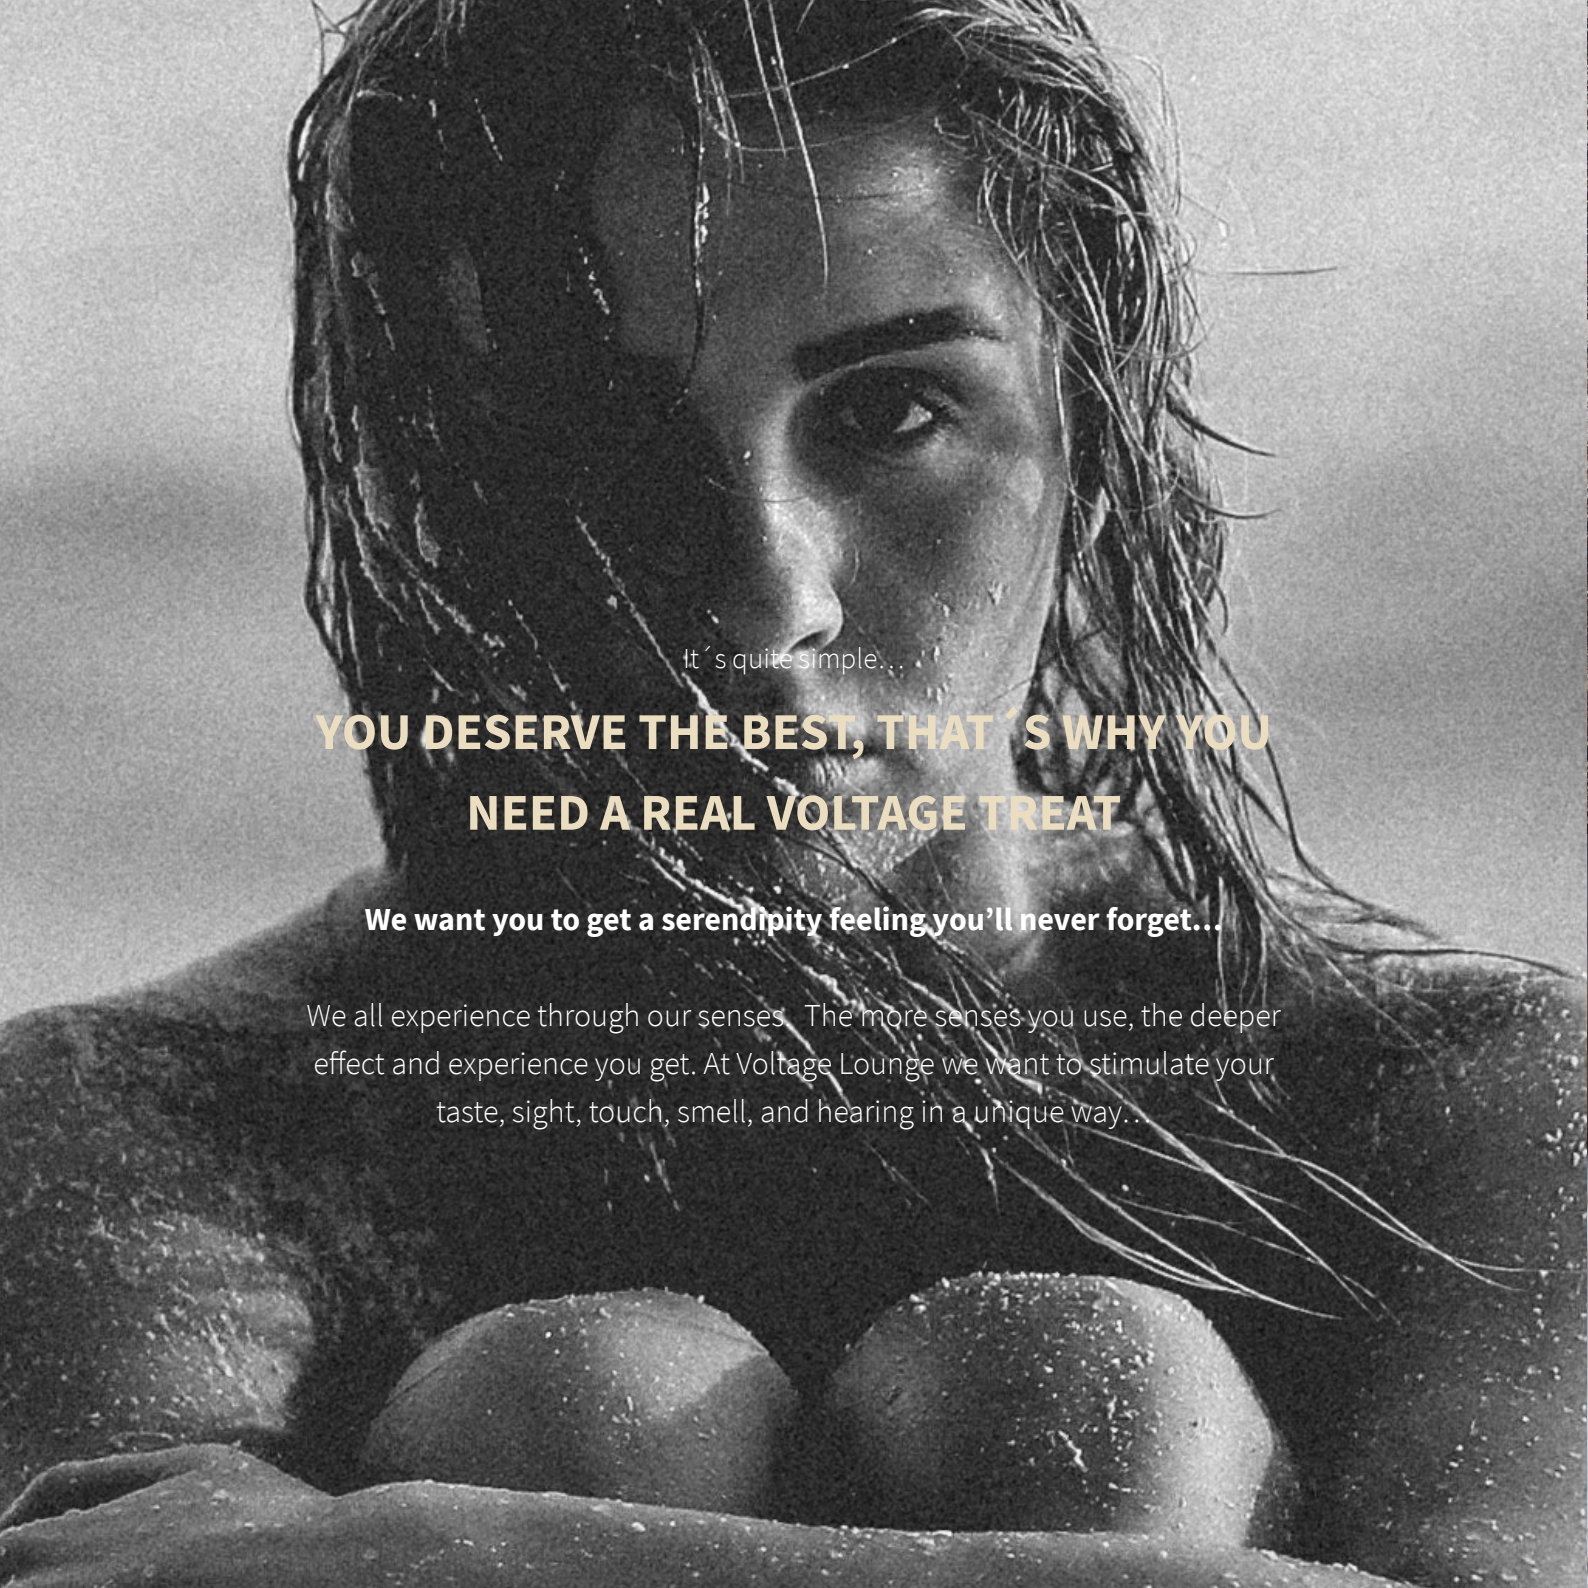 It´s quite simple…
YOU DESERVE THE BEST, THAT´S WHY YOU
NEED A REAL VOLTAGE TREAT
We want you to get a serendipity feeling you’ll never forget…
We all experience through our senses. The more senses you use, the deeper
effect and experience you get. At Voltage Lounge we want to stimulate your
taste, sight, touch, smell, and hearing in a unique way…